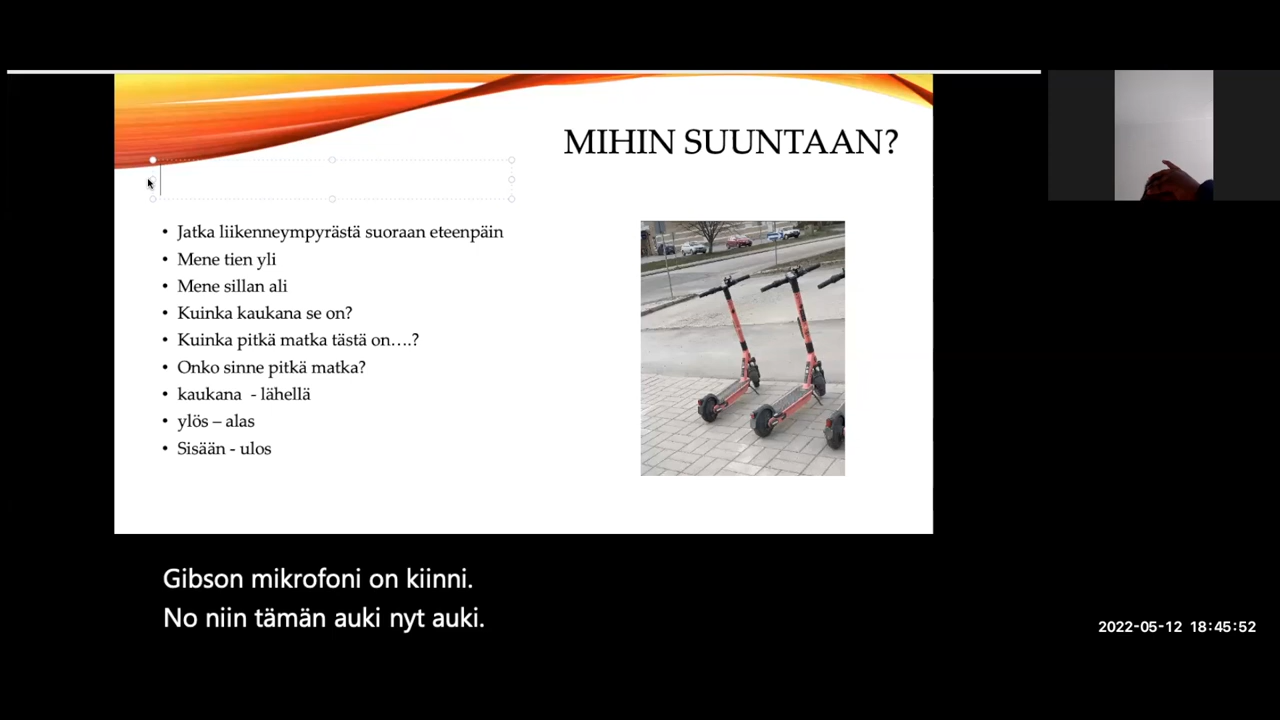 MIHIN SUUNTAAN?
• Jatka liikenneympyrästä suoraan eteenpäin
• Mene tien yli
• Mene sillan ali
• Kuinka kaukana se on?
• Kuinka pitkä matka tästä on….?
• Onko sinne pitkä matka?
• kaukana - lähellä
• ylös – alas
• Sisään - ulos
Gibson mikrofoni on kiinni.
No niin tämän auki nyt auki.
2022-05-12 18:45:52